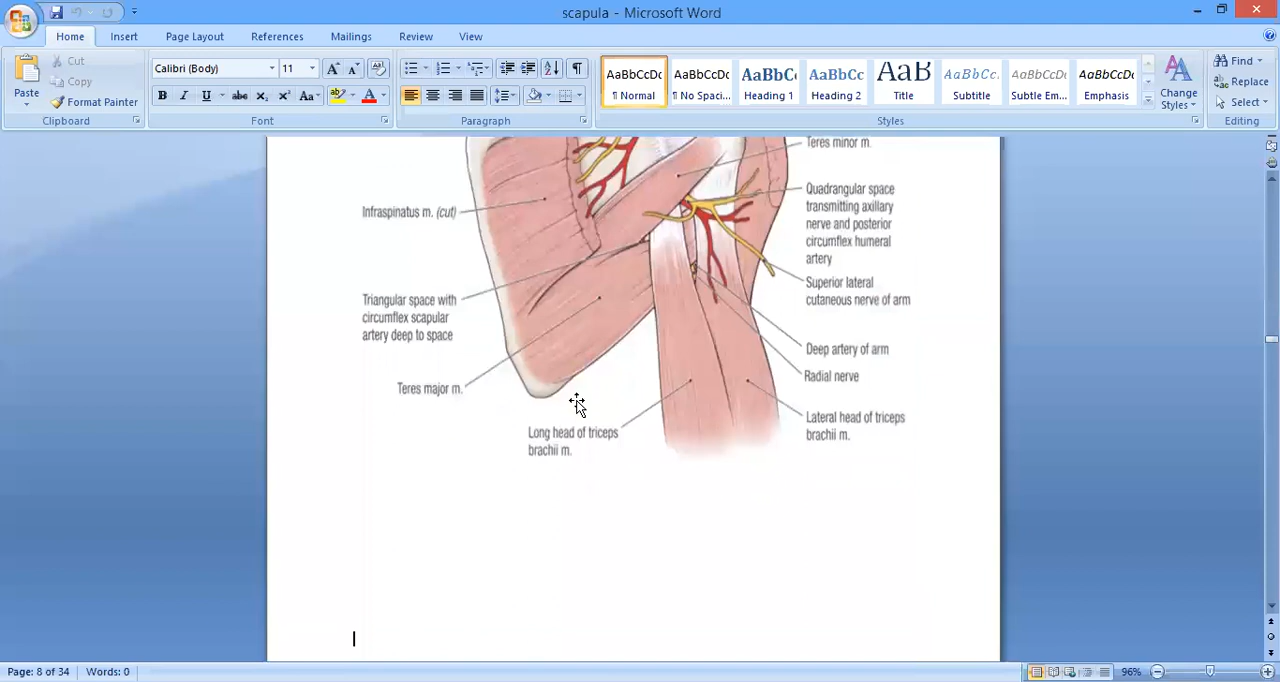 scapula - Microsoft Word
Home Insert Page Layout References Mailings Review View
Paste
Cut
Copy
Format Painter
Clipboard
Calibri (Body) 11
Font
Paragraph
AaBbCcDc AaBbCcDc AaBbC AaBbCc AaB AaBbCc. AaBbCcDc AaBbCcDc
¶ Normal ¶ No Spaci... Heading 1 Heading 2 Title Subtitle Subtle Em... Emphasis
Styles
Change
Styles
Find
Replace
Select
Editing
Teres minor m.
Quadrangular space
transmitting axillary
nerve and posterior
circumflex humeral
artery
Infraspinatus m. (cut)
Superior lateral
cutaneous nerve of arm
Triangular space with
circumflex scapular
artery deep to space
Deep artery of arm
Radial nerve
Teres major m.
Lateral head of triceps
brachii m.
Long head of triceps
brachii m.
Page: 8 of 34 Words: 0 96%